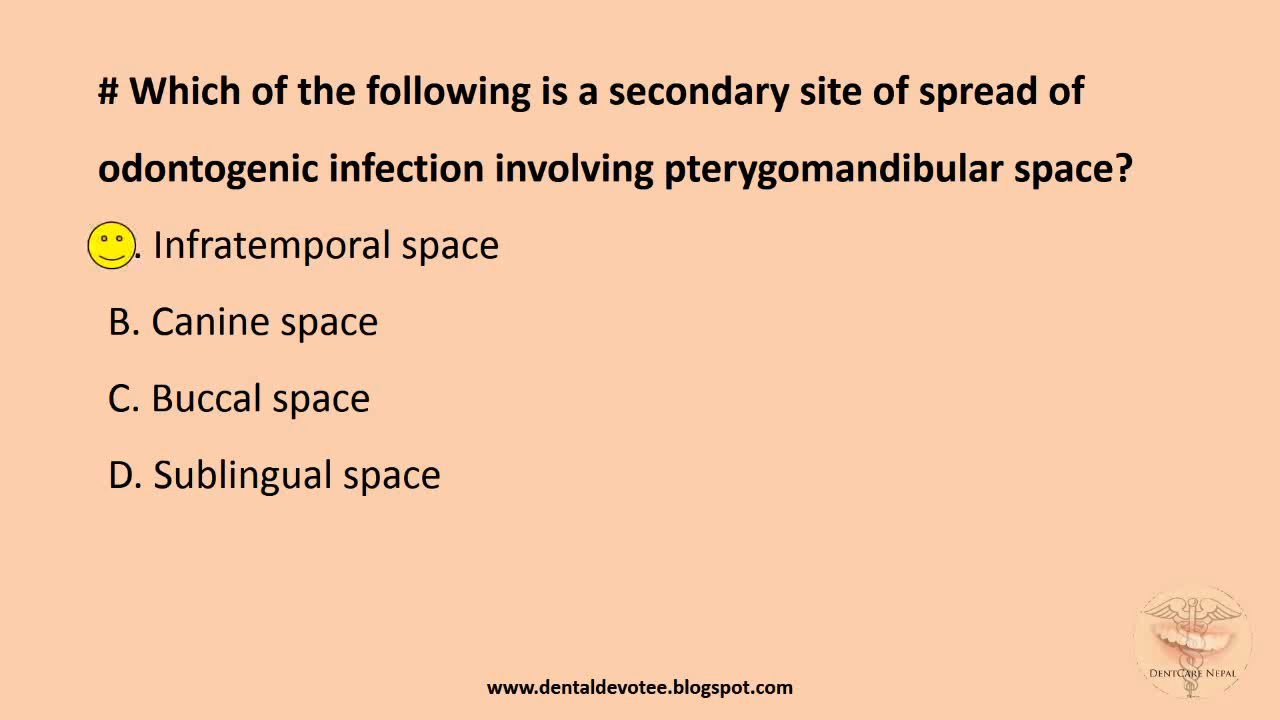 # Which of the following is a secondary site of spread of
odontogenic infection involving pterygomandibular space?
. Infratemporal space
B. Canine space
C. Buccal space
D. Sublingual space
DENTCARE NEPAL
www.dentaldevotee.blogspot.com